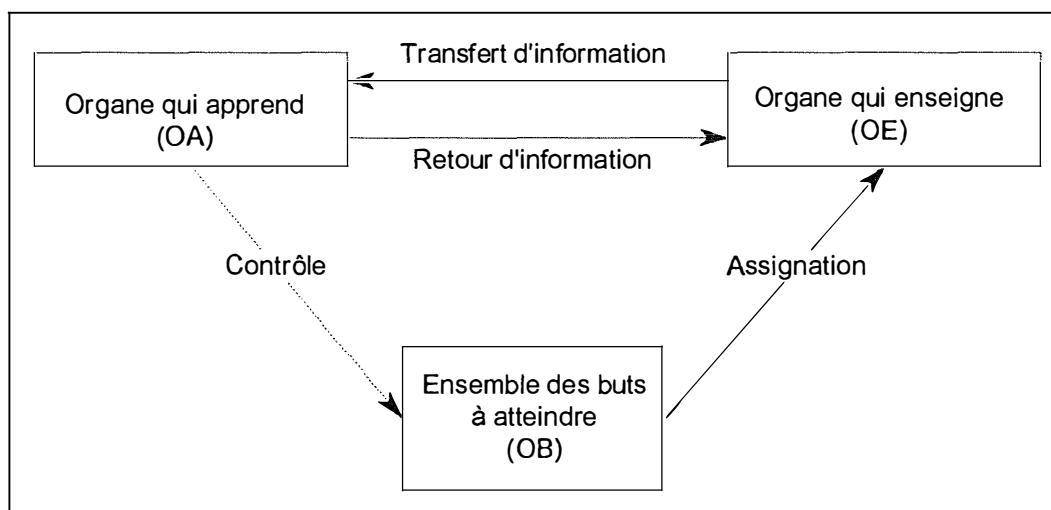 Transfert d'information
Organe qui apprend
(OA)
Organe qui enseigne
(OE)
Retour d'information
Contrôle
Assignation
Ensemble des buts
à atteindre
(OB)